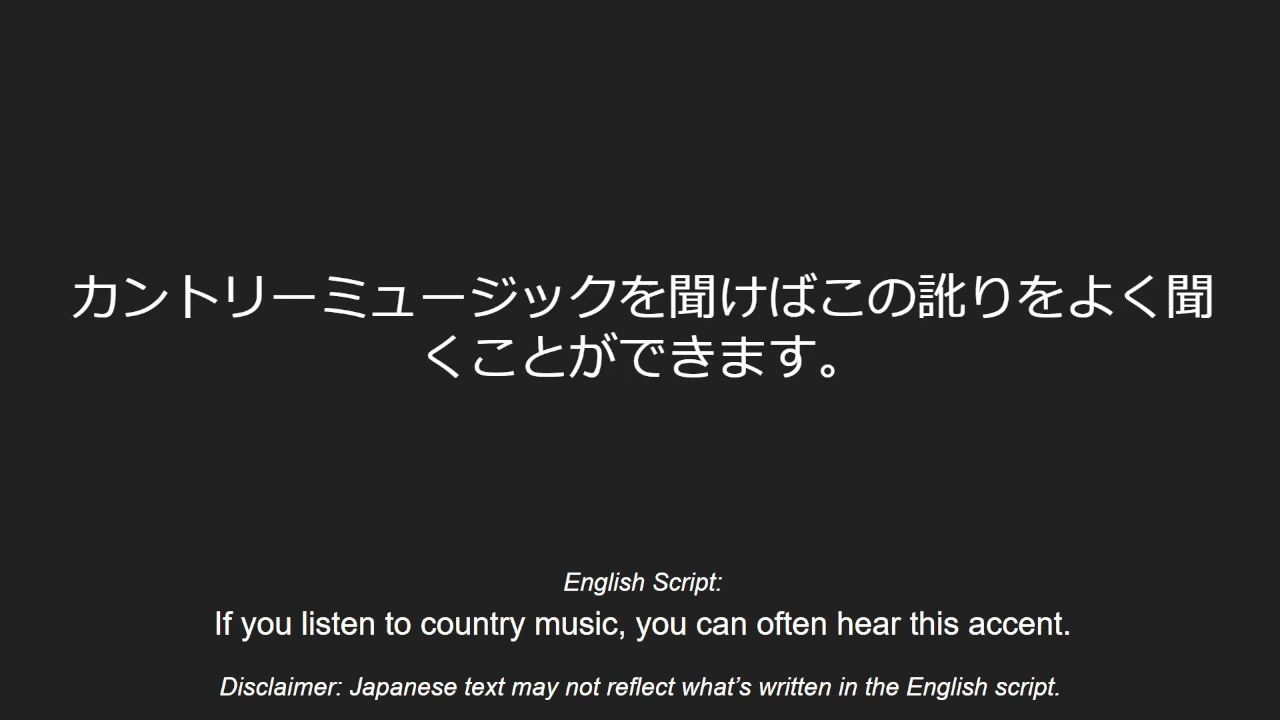 カントリーミュージックを聞けばこの訛りをよく聞
くことができます。
English Script:
If you listen to country music, you can often hear this accent.
Disclaimer: Japanese text may not reflect what’s written in the English script.